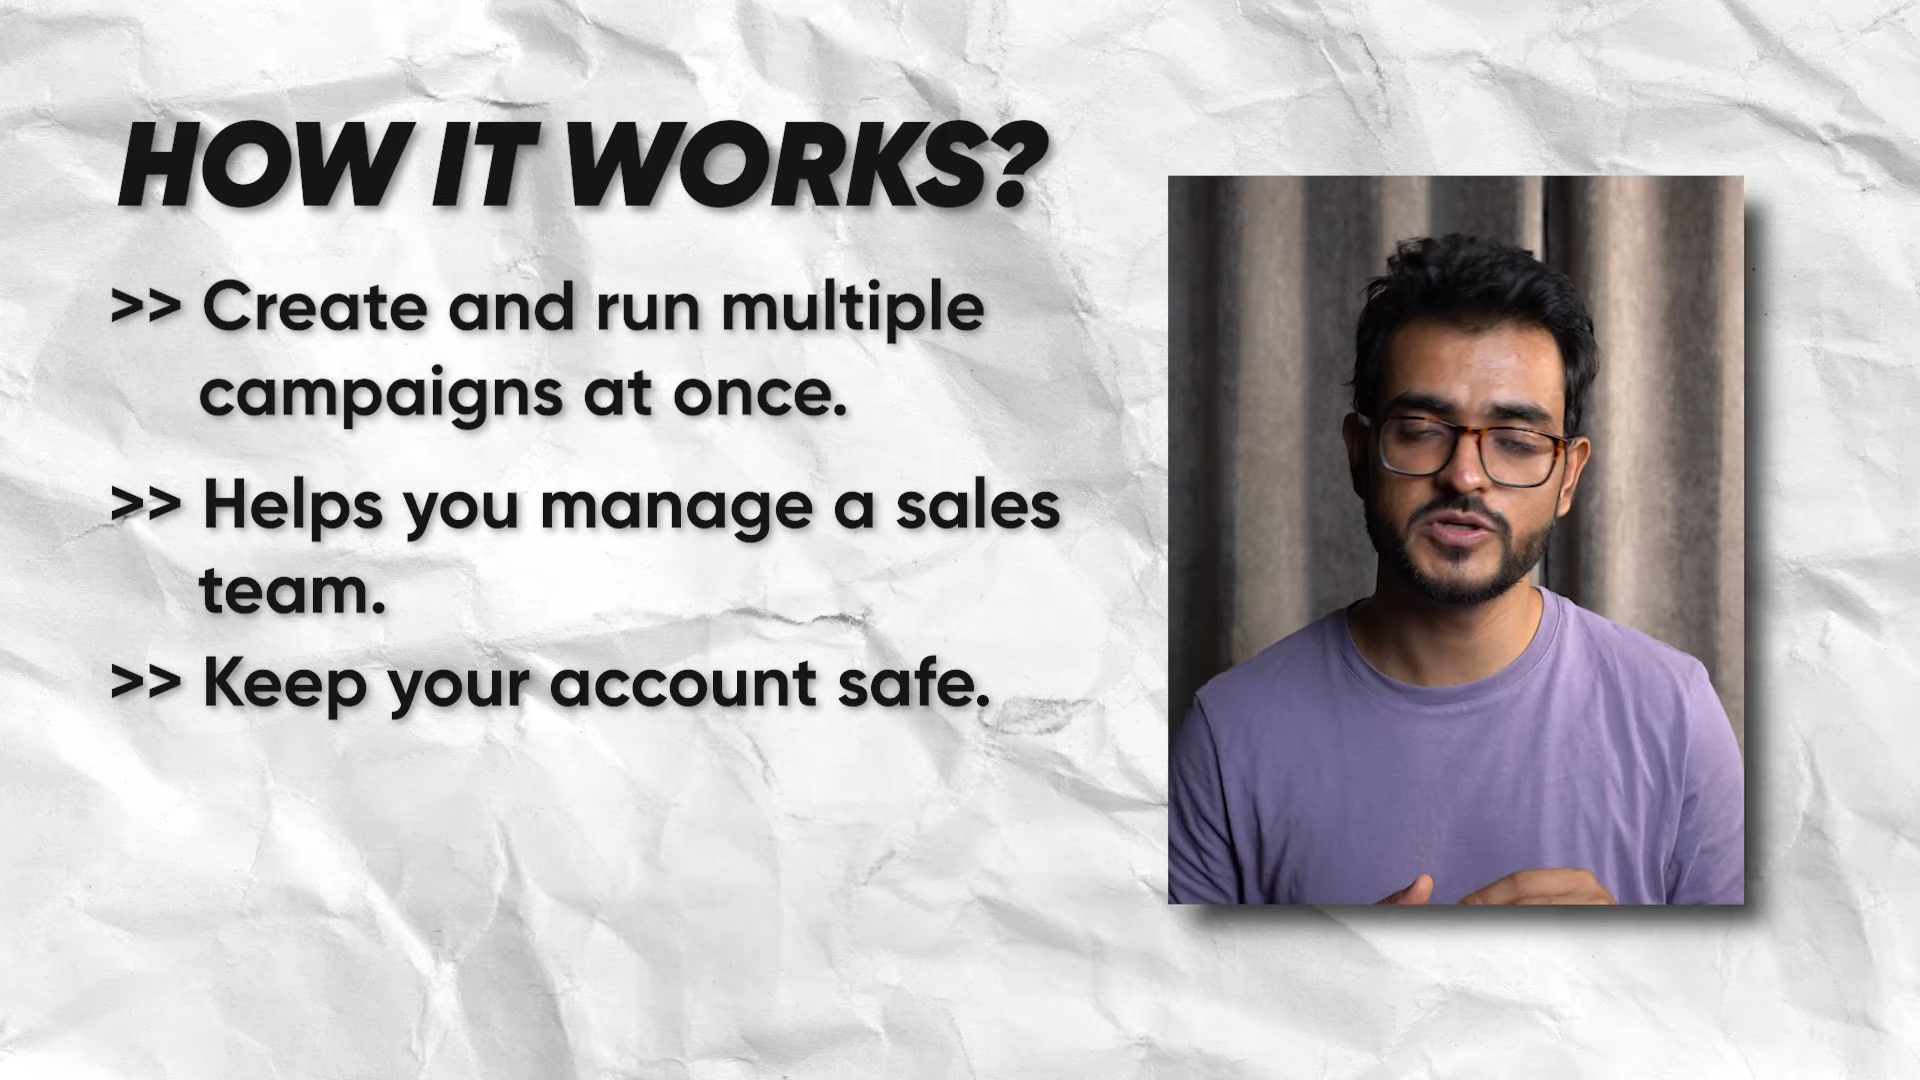 HOW IT WORKS?
>> Create and run multiple
campaigns at once.
>> Helps you manage a sales
team.
>> Keep your account safe.